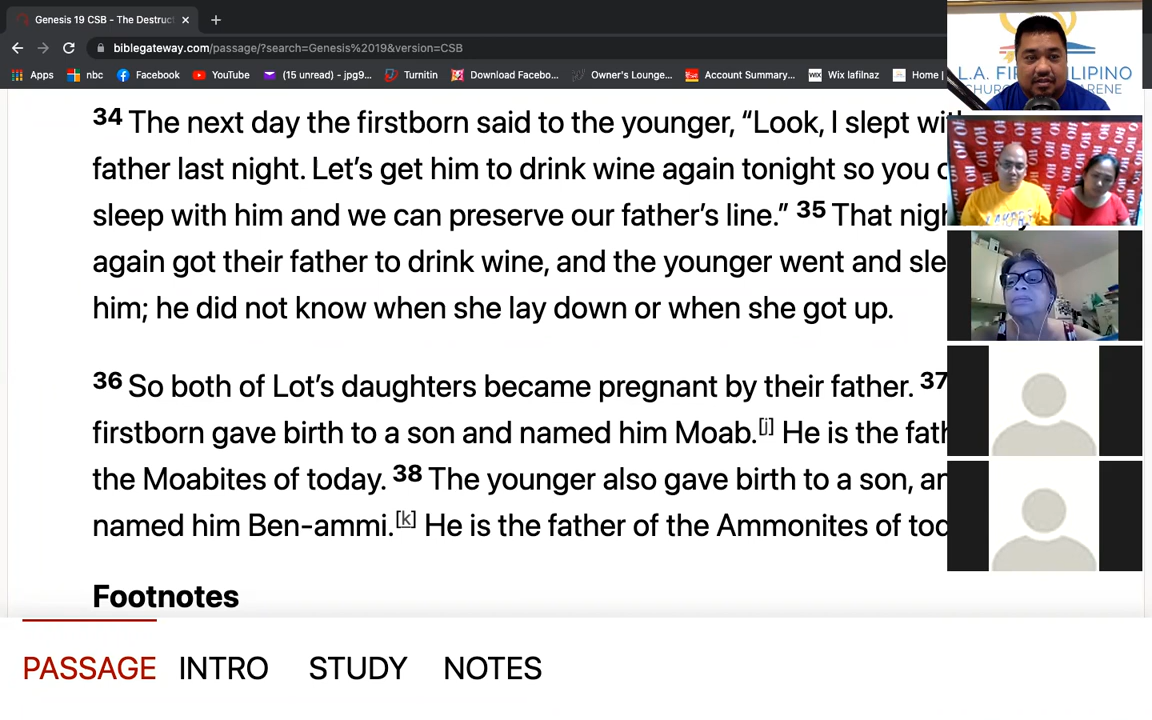 Genesis 19 CSB - The Destruct
biblegateway.com/passage/?search=Genesis%2019&version=CSB
Apps nbc Facebook YouTube (15 unread) - jpg9... Turnitin Download Facebo... Owner's Lounge... Account Summary... WIX Wix lafilnaz Home |
34 The next day the firstborn said to the younger, “Look, I slept with
father last night. Let’s get him to drink wine again tonight so you c
sleep with him and we can preserve our father’s line.” 35 That nigh
again got their father to drink wine, and the younger went and sle
him; he did not know when she lay down or when she got up.
36 So both of Lot’s daughters became pregnant by their father. 37
firstborn gave birth to a son and named him Moab.[j] He is the fath
the Moabites of today. 38 The younger also gave birth to a son, an
named him Ben-ammi.[k] He is the father of the Ammonites of tod
Footnotes
PASSAGE INTRO STUDY NOTES
L.A. FI ILIPINO
CHURC ARENE